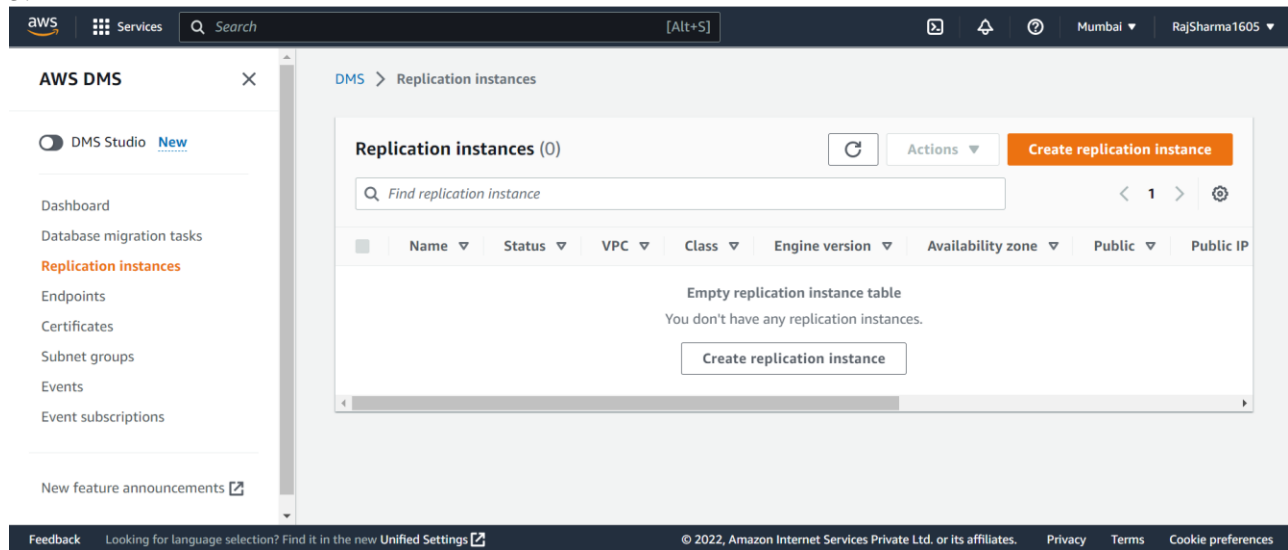 aws Services Search [Alt+S] Mumbai ▼ RajSharma1605 ▼
AWS DMS
DMS Studio New
Dashboard
Database migration tasks
Replication instances
Endpoints
Certificates
Subnet groups
Events
Event subscriptions
New feature announcements
DMS > Replication instances
Replication instances (0) Actions ▼ Create replication instance
Find replication instance < 1 >
Name Status VPC Class Engine version Availability zone Public Public IP
Empty replication instance table
You don't have any replication instances.
Create replication instance
Feedback Looking for language selection? Find it in the new Unified Settings © 2022, Amazon Internet Services Private Ltd. or its affiliates. Privacy Terms Cookie preferences